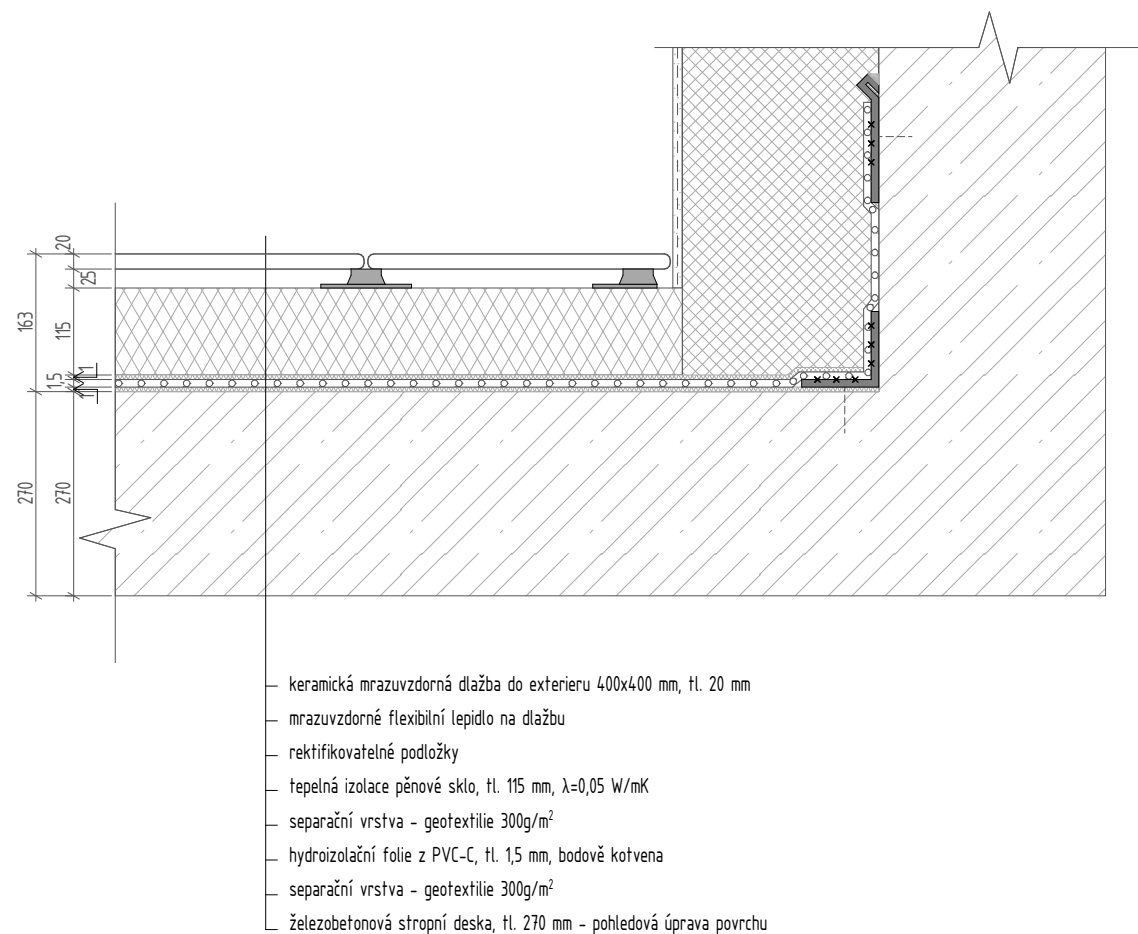 20
25
163
115
1
1,5
1
270
270
keramická mrazuvzdorná dlažba do exterieru 400x400 mm, tl. 20 mm
mrazuvzdorné flexibilní lepidlo na dlažbu
rektifikovatelné podložky
tepelná izolace pěnové sklo, tl. 115 mm, λ=0,05 W/mK
separační vrstva - geotextilie 300g/m²
hydroizolační folie z PVC-C, tl. 1,5 mm, bodově kotvena
separační vrstva - geotextilie 300g/m²
železobetonová stropní deska, tl. 270 mm - pohledová úprava povrchu